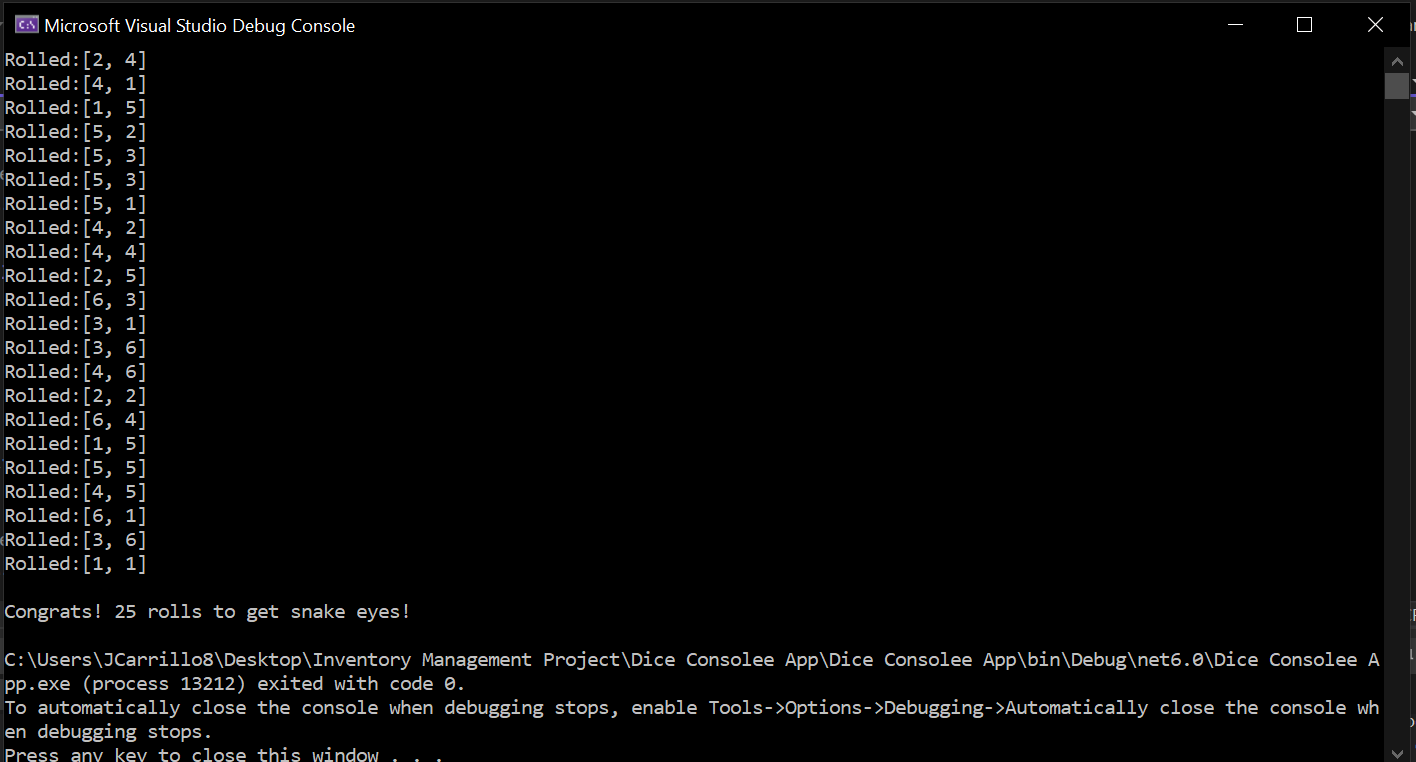 Microsoft Visual Studio Debug Console
Rolled:[2, 4]
Rolled:[4, 1]
Rolled:[1, 5]
Rolled:[5, 2]
Rolled:[5, 3]
Rolled:[5, 3]
Rolled:[5, 1]
Rolled:[4, 2]
Rolled:[4, 4]
Rolled:[2, 5]
Rolled:[6, 3]
Rolled:[3, 1]
Rolled:[3, 6]
Rolled:[4, 6]
Rolled:[2, 2]
Rolled:[6, 4]
Rolled:[1, 5]
Rolled:[5, 5]
Rolled:[4, 5]
Rolled:[6, 1]
Rolled:[3, 6]
Rolled:[1, 1]
Congrats! 25 rolls to get snake eyes!
C:\Users\JCarrillo8\Desktop\Inventory Management Project\Dice Consolee App\Dice Consolee App\bin\Debug\net6.0\Dice Consolee A
pp.exe (process 13212) exited with code 0.
To automatically close the console when debugging stops, enable Tools->Options->Debugging->Automatically close the console wh
en debugging stops.
Press any key to close this window . . .